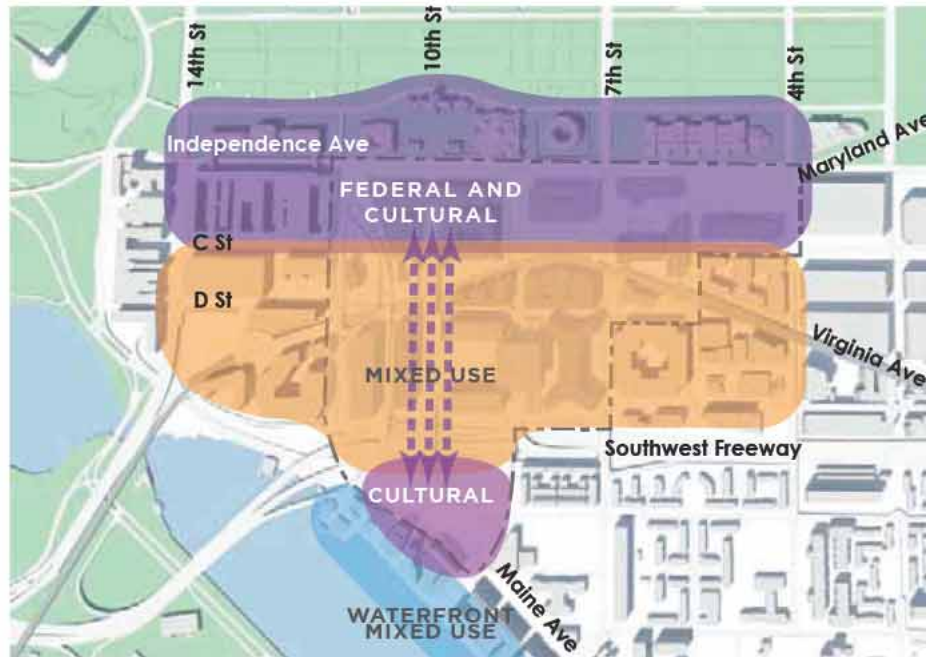 14th St
10th St
7th St
4th St
Independence Ave
Maryland Ave
FEDERAL AND
CULTURAL
C St
D St
MIXED USE
Virginia Ave
Southwest Freeway
CULTURAL
Maine Ave
WATERFRONT
MIXED USE